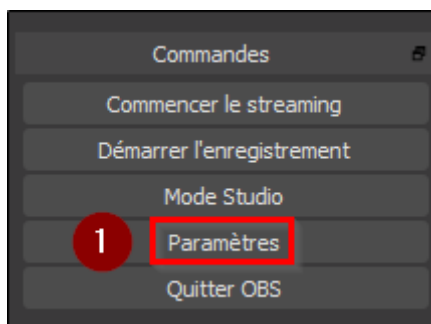 Commandes
Commencer le streaming
Démarrer l'enregistrement
Mode Studio
1 Paramètres
Quitter OBS